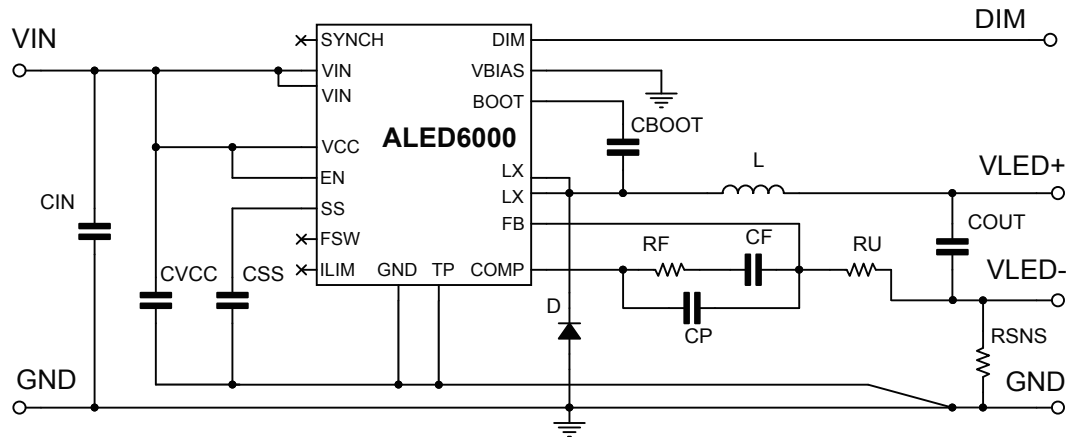 DIM
VIN
SYNCH
DIM
VIN
VBIAS
VIN
BOOT
ALED6000
CBOOT
VCC
L
VLED+
EN
LX
CIN
SS
LX
FB
COUT
FSW
RF
CF
RU
CVCC
CSS
ILIM
GND
TP
COMP
VLED-
D
CP
RSNS
GND
GND